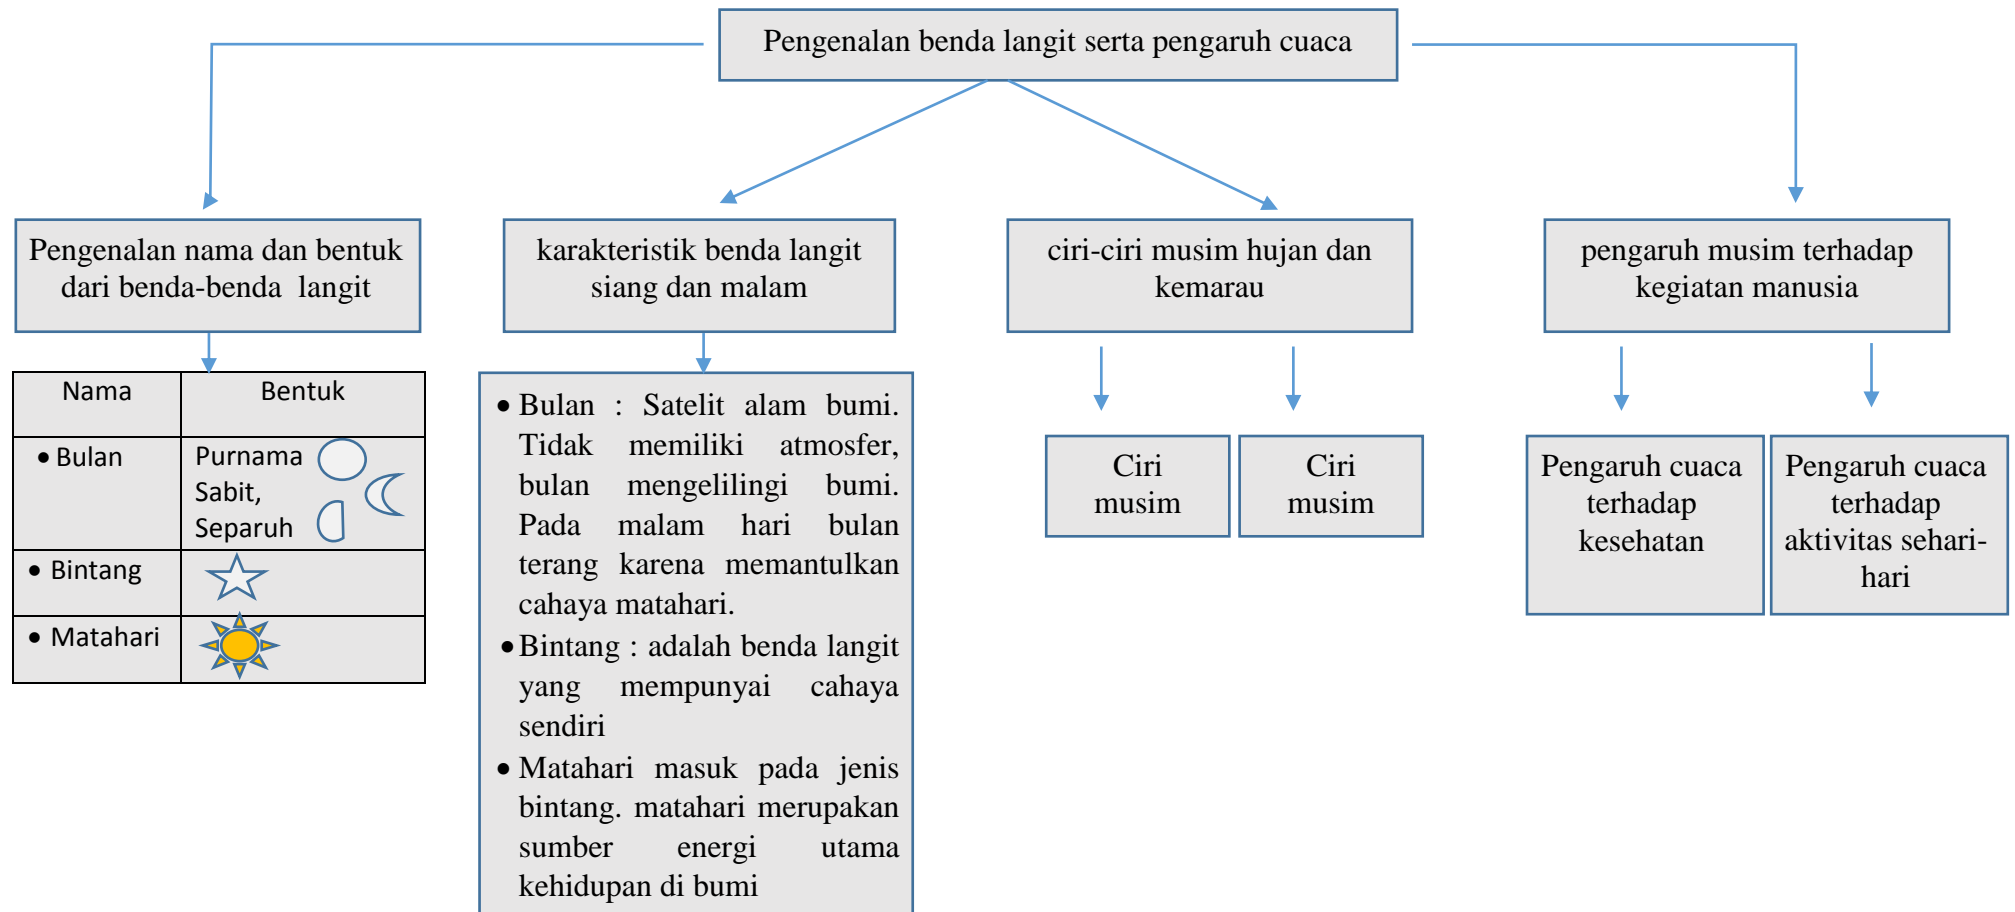 Pengenalan benda langit serta pengaruh cuaca
Pengenalan nama dan bentuk
dari benda-benda langit
karakteristik benda langit
siang dan malam
ciri-ciri musim hujan dan
kemarau
pengaruh musim terhadap
kegiatan manusia
Nama Bentuk
• Bulan Purnama
Sabit,
Separuh
• Bintang
• Matahari
• Bulan : Satelit alam bumi.
Tidak memiliki atmosfer,
bulan mengelilingi bumi.
Pada malam hari bulan
terang karena memantulkan
cahaya matahari.
• Bintang : adalah benda langit
yang mempunyai cahaya
sendiri
• Matahari masuk pada jenis
bintang. matahari merupakan
sumber energi utama
kehidupan di bumi
Ciri
musim
Ciri
musim
Pengaruh cuaca
terhadap
kesehatan
Pengaruh cuaca
terhadap
aktivitas sehari-
hari